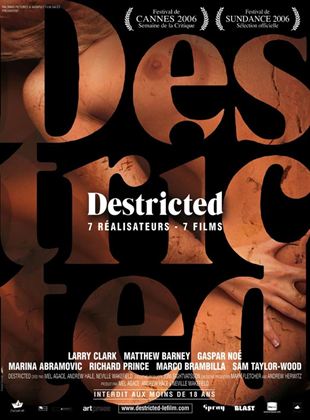 Festival de
CANNES 2006
Semaine de la Critique
Festival de
SUNDANCE 2006
Sélection officielle
Des
tric
ted
Destricted
7 RÉALISATEURS - 7 FILMS
LARRY CLARK MATTHEW BARNEY GASPAR NOÉ
MARINA ABRAMOVIC RICHARD PRINCE MARCO BRAMBILLA SAM TAYLOR-WOOD
INTERDIT AUX MOINS DE 18 ANS
www.destricted-lefilm.com
Spray BLAST